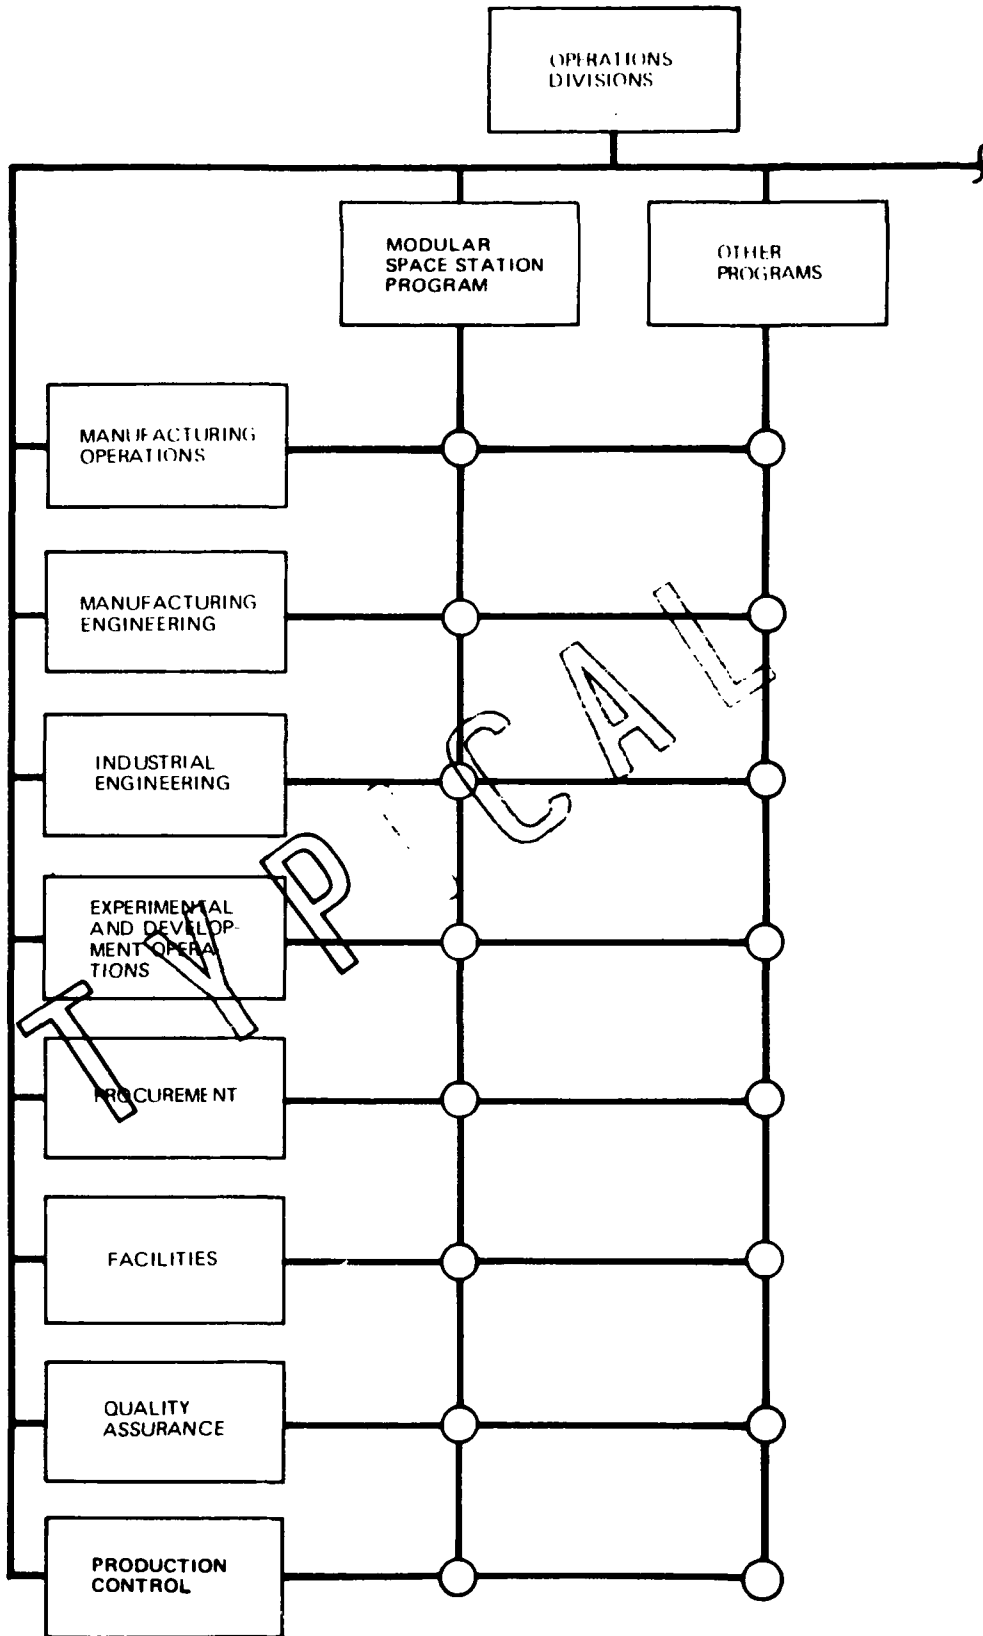 OPERATIONS
DIVISIONS
MODULAR
SPACE STATION
PROGRAM
OTHER
PROGRAMS
MANUFACTURING
OPERATIONS
MANUFACTURING
ENGINEERING
INDUSTRIAL
ENGINEERING
EXPERIMENTAL
AND DEVELOP-
MENT OPERA-
TIONS
PROCUREMENT
FACILITIES
QUALITY
ASSURANCE
PRODUCTION
CONTROL
TYPICAL